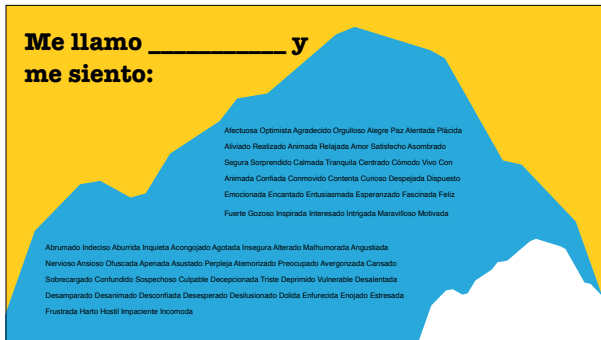 Me llamo ___________ y
me siento:
Afectuosa Optimista Agradecido Orgulloso Alegre Paz Alentada Plácida
Aliviado Realizado Animada Relajada Amor Satisfecho Asombrado
Segura Sorprendido Calmada Tranquila Centrado Cómodo Vivo Con
Animada Confiada Conmovido Contenta Curioso Despejada Dispuesto
Emocionada Encantado Entusiasmada Esperanzado Fascinada Feliz
Fuerte Gozoso Inspirada Interesado Intrigada Maravilloso Motivada
Abrumado Indeciso Aburrida Inquieta Acongojado Agotada Insegura Alterado Malhumorada Angustiada
Nervioso Ansioso Ofuscada Apenada Asustado Perpleja Atemorizado Preocupado Avergonzada Cansado
Sobrecargado Confundido Sospechoso Culpable Decepcionada Triste Deprimido Vulnerable Desalentada
Desamparado Desanimado Desconfiada Desesperado Desilusionado Dolida Enfurecida Enojado Estresada
Frustrada Harto Hostil Impaciente Incomoda